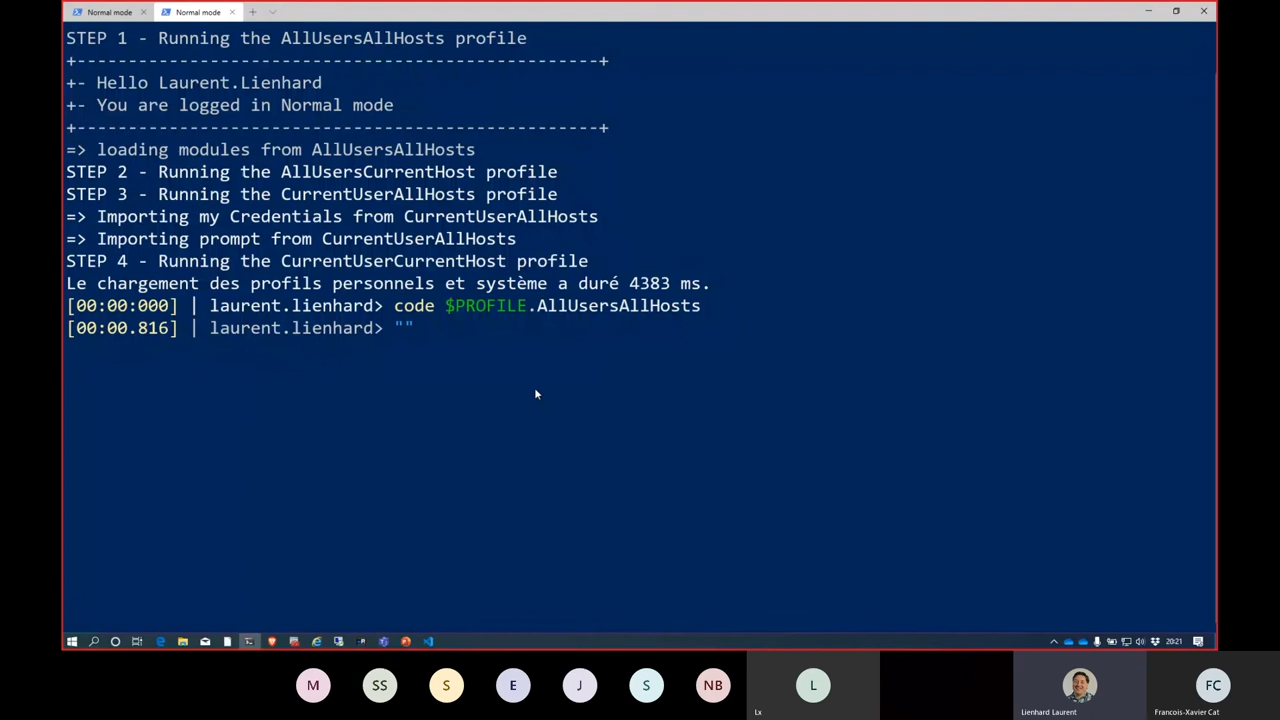 Normal mode
Normal mode
STEP 1 - Running the AllUsersAllHosts profile
+---------------------------------------------------+
+- Hello Laurent.Lienhard
+- You are logged in Normal mode
+---------------------------------------------------+
=> loading modules from AllUsersAllHosts
STEP 2 - Running the AllUsersCurrentHost profile
STEP 3 - Running the CurrentUserAllHosts profile
=> Importing my Credentials from CurrentUserAllHosts
=> Importing prompt from CurrentUserAllHosts
STEP 4 - Running the CurrentUserCurrentHost profile
Le chargement des profils personnels et système a duré 4383 ms.
[00:00:000] | laurent.lienhard> code $PROFILE.AllUsersAllHosts
[00:00.816] | laurent.lienhard> ""
20:21
M
SS
S
E
J
S
NB
L
FC
Lx
Lienhard Laurent
Francois-Xavier Cat